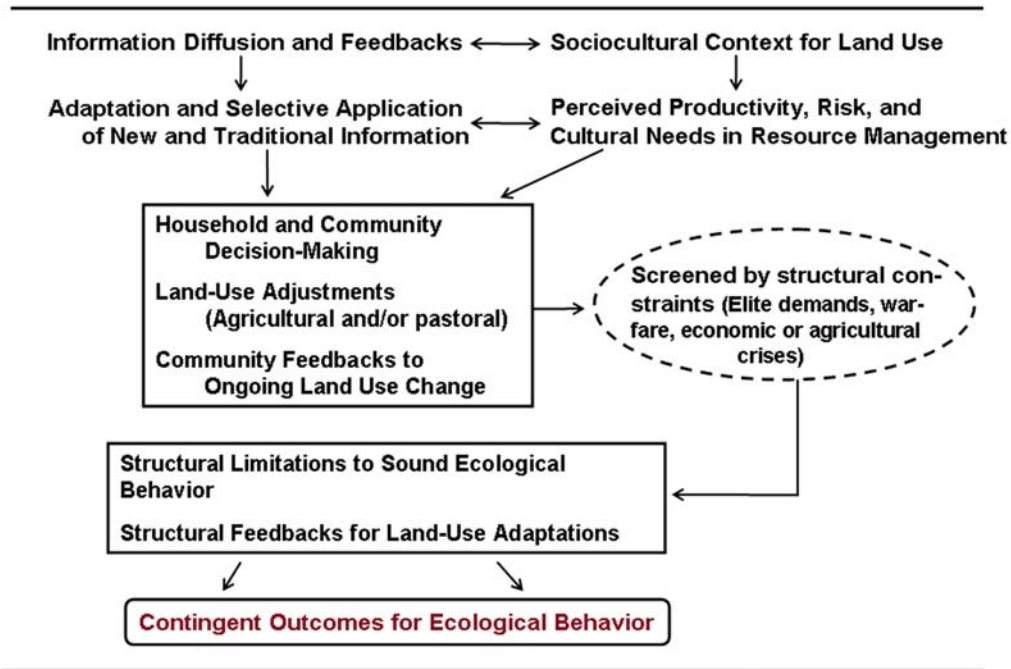 Information Diffusion and Feedbacks
Sociocultural Context for Land Use
Adaptation and Selective Application
of New and Traditional Information
Perceived Productivity, Risk, and
Cultural Needs in Resource Management
Household and Community
Decision-Making
Land-Use Adjustments
(Agricultural and/or pastoral)
Community Feedbacks to
Ongoing Land Use Change
Screened by structural con-
straints (Elite demands, war-
fare, economic or agricultural
crises)
Structural Limitations to Sound Ecological
Behavior
Structural Feedbacks for Land-Use Adaptations
Contingent Outcomes for Ecological Behavior